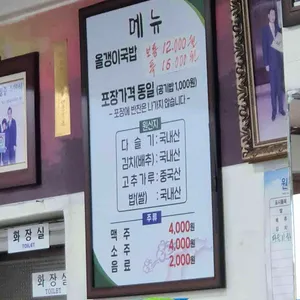 메뉴
올갱이국밥 보통 12,000원
특 15,000원
포장가격 동일 (공기밥 1,000원)
- 포장에 반찬은 나가지 않습니다 -
원산지
다슬기 : 국내산
김치(배추) : 국내산
고추가루 : 중국산
밥(쌀) : 국내산
주류
맥주 4,000원
소주 4,000원
음료 2,000원
화장실
TOILET
화장실
TOILET
원